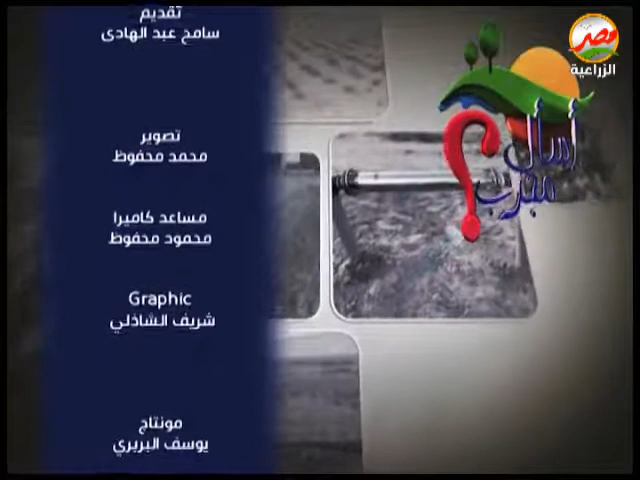 تقديم
سامح عبد الهادى
تصوير
محمد محفوظ
مساعد كاميرا
محمود محفوظ
Graphic
شريف الشاذلي
مونتاج
يوسف البربري
مصر
الزراعية
أسأل
مجرب
؟